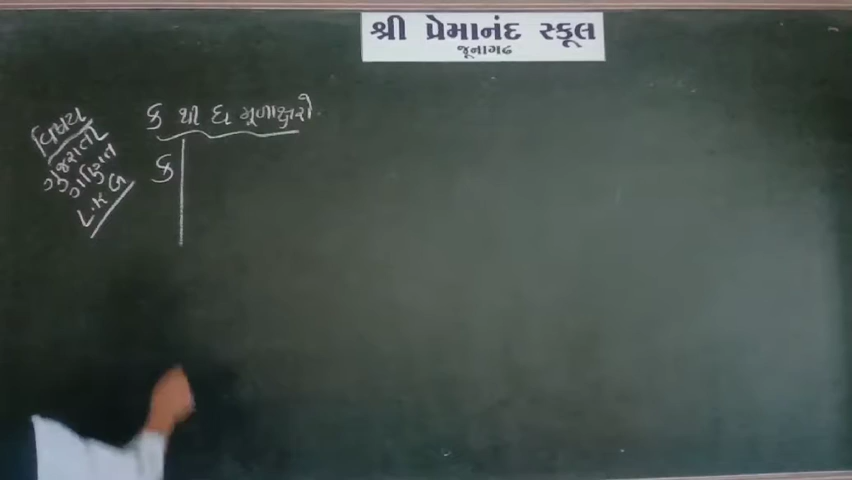 શ્રી પ્રેમાનંદ સ્કૂલ
જૂનાગઢ
ક થી ઘ મૂળાક્ષરો
ક
વિષય
ગુજરાતી
ગણિત
L.K.G